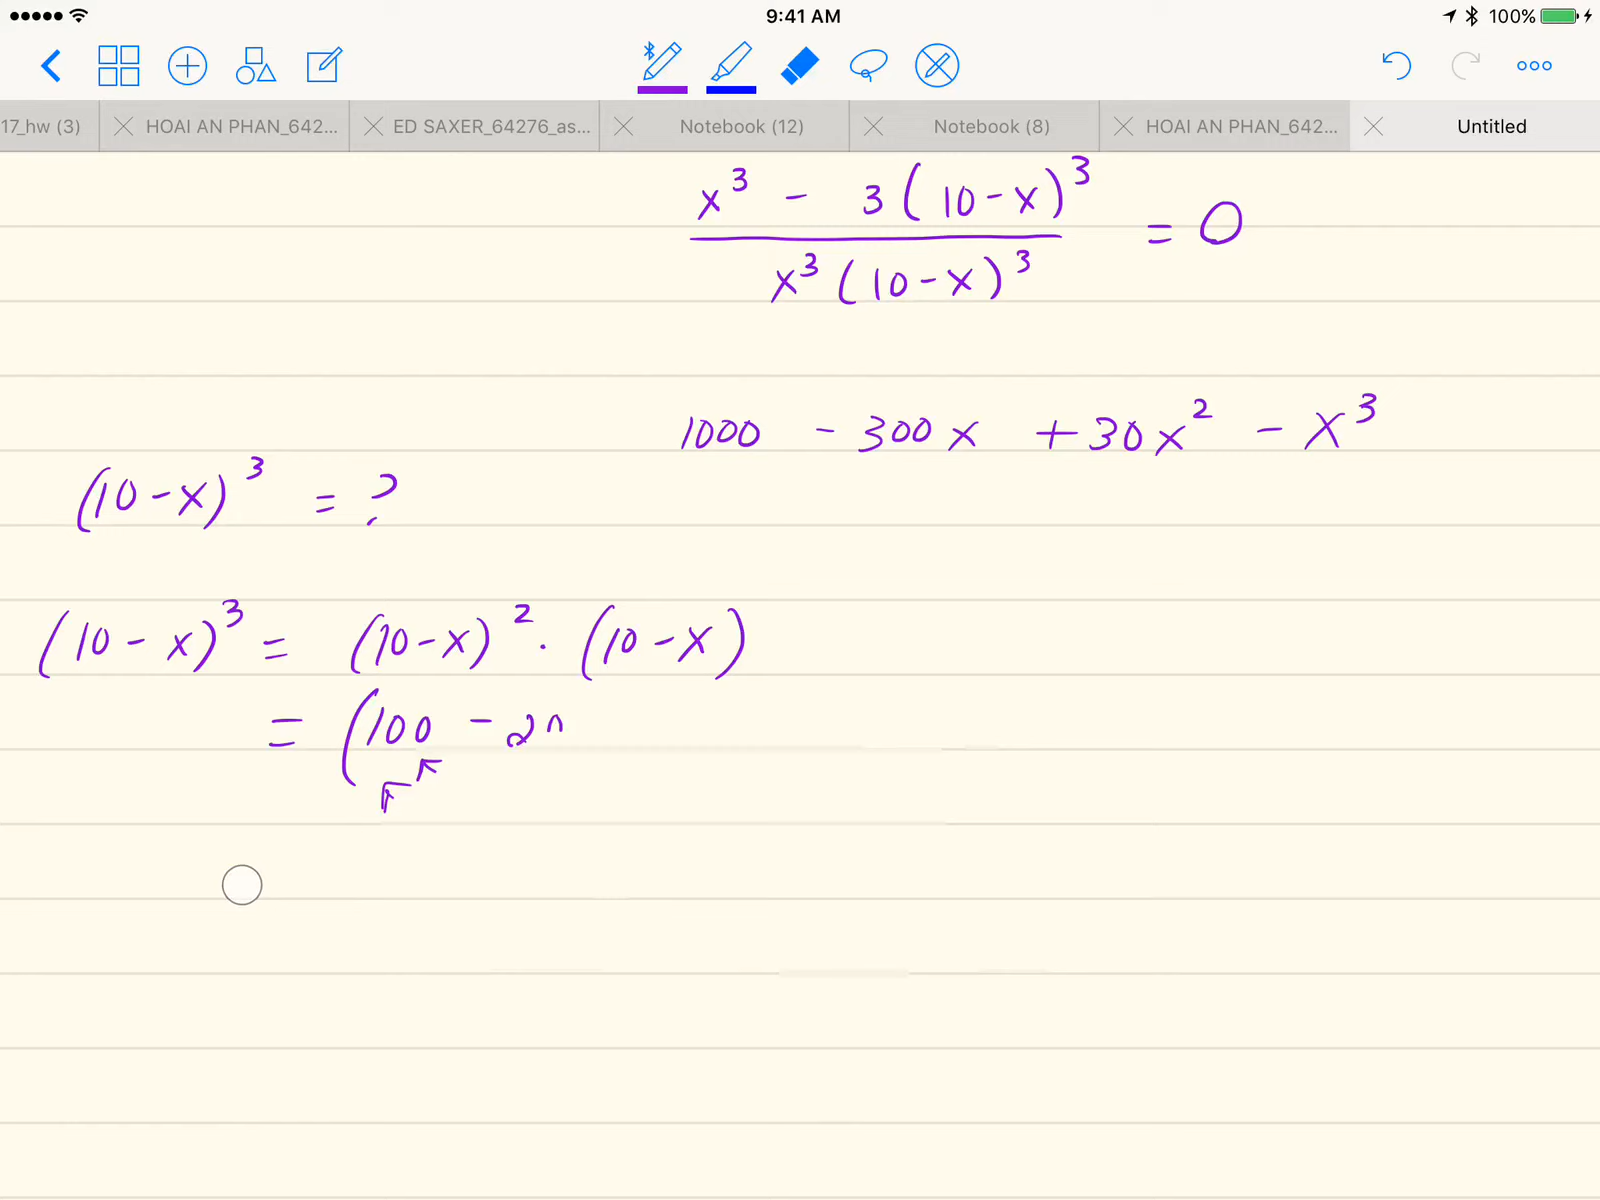 9:41 AM 100%
17_hw (3) HOAI AN PHAN_642... ED SAXER_64276_as... Notebook (12) Notebook (8) HOAI AN PHAN_642... Untitled
x³ - 3(10-x)³
= 0
x³(10-x)³
1000 - 300x + 30x² - x³
(10-x)³ = ?
(10-x)³ = (10-x)² · (10-x)
= (100 - 2